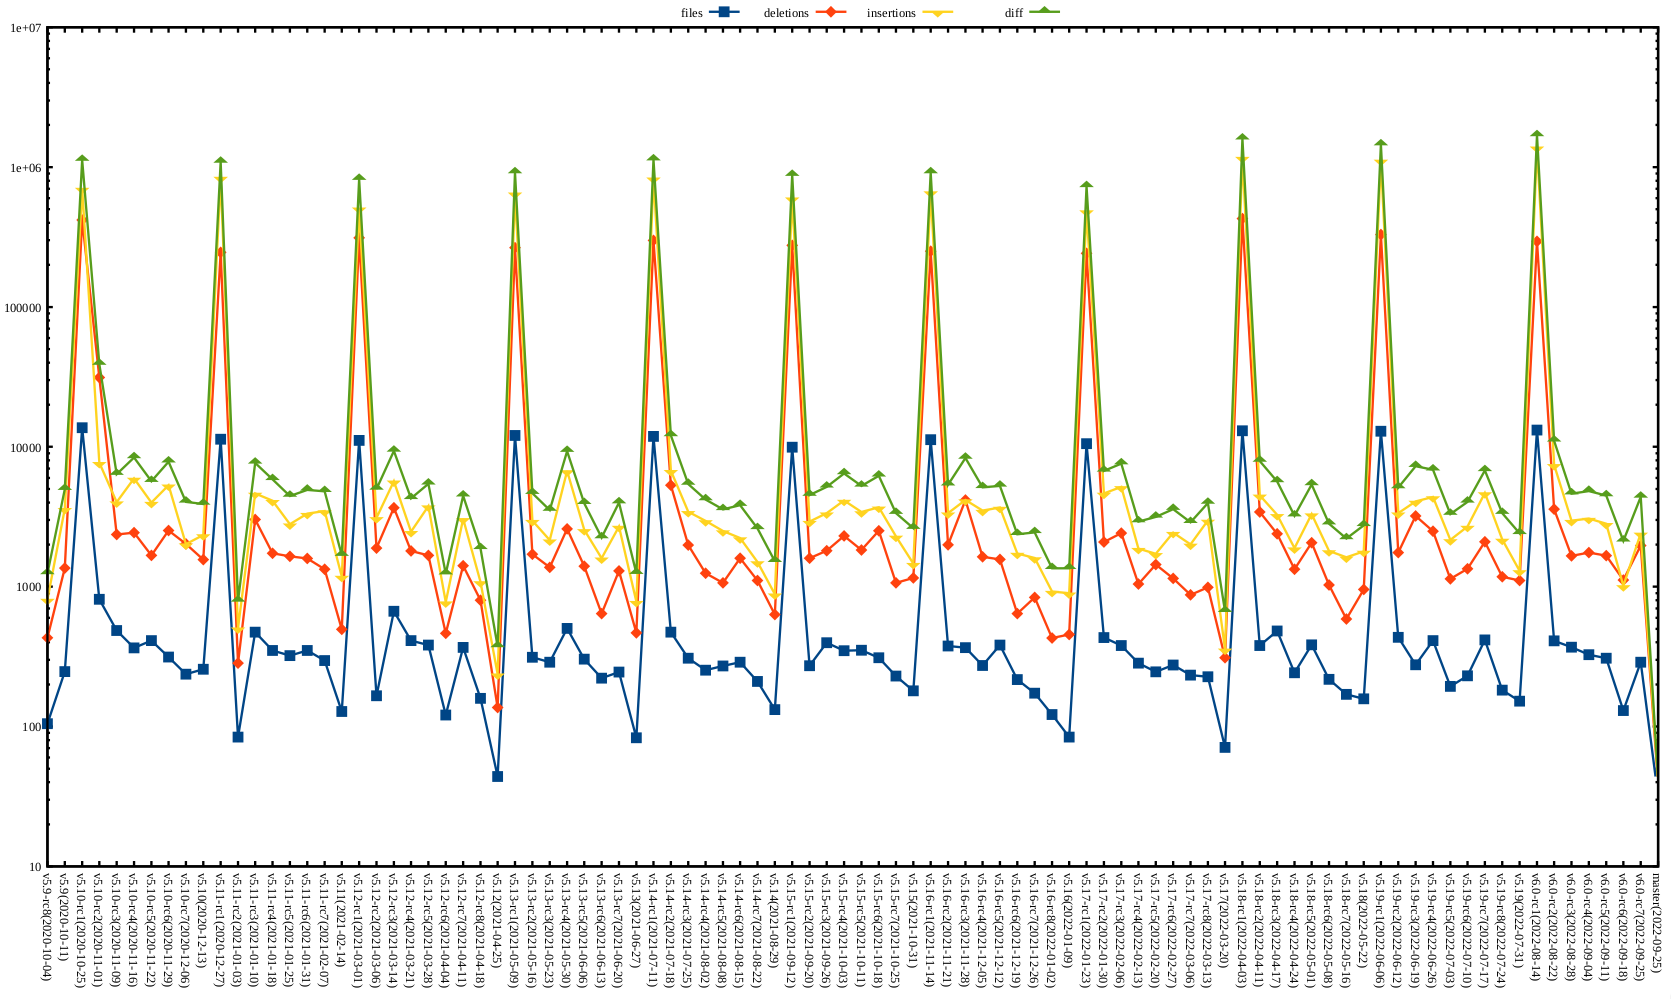 files deletions insertions diff
1e+07
1e+06
100000
10000
1000
100
10
v5.9-rc8(2020-10-04)
v5.9(2020-10-11)
v5.10-rc1(2020-10-25)
v5.10-rc2(2020-11-01)
v5.10-rc3(2020-11-09)
v5.10-rc4(2020-11-16)
v5.10-rc5(2020-11-22)
v5.10-rc6(2020-11-29)
v5.10-rc7(2020-12-06)
v5.10(2020-12-13)
v5.11-rc1(2020-12-27)
v5.11-rc2(2021-01-03)
v5.11-rc3(2021-01-10)
v5.11-rc4(2021-01-18)
v5.11-rc5(2021-01-25)
v5.11-rc6(2021-01-31)
v5.11-rc7(2021-02-07)
v5.11(2021-02-14)
v5.12-rc1(2021-03-01)
v5.12-rc2(2021-03-06)
v5.12-rc3(2021-03-14)
v5.12-rc4(2021-03-21)
v5.12-rc5(2021-03-28)
v5.12-rc6(2021-04-04)
v5.12-rc7(2021-04-11)
v5.12-rc8(2021-04-18)
v5.12(2021-04-25)
v5.13-rc1(2021-05-09)
v5.13-rc2(2021-05-16)
v5.13-rc3(2021-05-23)
v5.13-rc4(2021-05-30)
v5.13-rc5(2021-06-06)
v5.13-rc6(2021-06-13)
v5.13-rc7(2021-06-20)
v5.13(2021-06-27)
v5.14-rc1(2021-07-11)
v5.14-rc2(2021-07-18)
v5.14-rc3(2021-07-25)
v5.14-rc4(2021-08-02)
v5.14-rc5(2021-08-08)
v5.14-rc6(2021-08-15)
v5.14-rc7(2021-08-22)
v5.14(2021-08-29)
v5.15-rc1(2021-09-12)
v5.15-rc2(2021-09-20)
v5.15-rc3(2021-09-26)
v5.15-rc4(2021-10-03)
v5.15-rc5(2021-10-11)
v5.15-rc6(2021-10-18)
v5.15-rc7(2021-10-25)
v5.15(2021-10-31)
v5.16-rc1(2021-11-14)
v5.16-rc2(2021-11-21)
v5.16-rc3(2021-11-28)
v5.16-rc4(2021-12-05)
v5.16-rc5(2021-12-12)
v5.16-rc6(2021-12-19)
v5.16-rc7(2021-12-26)
v5.16-rc8(2022-01-02)
v5.16(2022-01-09)
v5.17-rc1(2022-01-23)
v5.17-rc2(2022-01-30)
v5.17-rc3(2022-02-06)
v5.17-rc4(2022-02-13)
v5.17-rc5(2022-02-20)
v5.17-rc6(2022-02-27)
v5.17-rc7(2022-03-06)
v5.17-rc8(2022-03-13)
v5.17(2022-03-20)
v5.18-rc1(2022-04-03)
v5.18-rc2(2022-04-11)
v5.18-rc3(2022-04-17)
v5.18-rc4(2022-04-24)
v5.18-rc5(2022-05-01)
v5.18-rc6(2022-05-08)
v5.18-rc7(2022-05-16)
v5.18(2022-05-22)
v5.19-rc1(2022-06-06)
v5.19-rc2(2022-06-12)
v5.19-rc3(2022-06-19)
v5.19-rc4(2022-06-26)
v5.19-rc5(2022-07-03)
v5.19-rc6(2022-07-10)
v5.19-rc7(2022-07-17)
v5.19-rc8(2022-07-24)
v5.19(2022-07-31)
v6.0-rc1(2022-08-14)
v6.0-rc2(2022-08-22)
v6.0-rc3(2022-08-28)
v6.0-rc4(2022-09-04)
v6.0-rc5(2022-09-11)
v6.0-rc6(2022-09-18)
v6.0-rc7(2022-09-25)
master(2022-09-25)